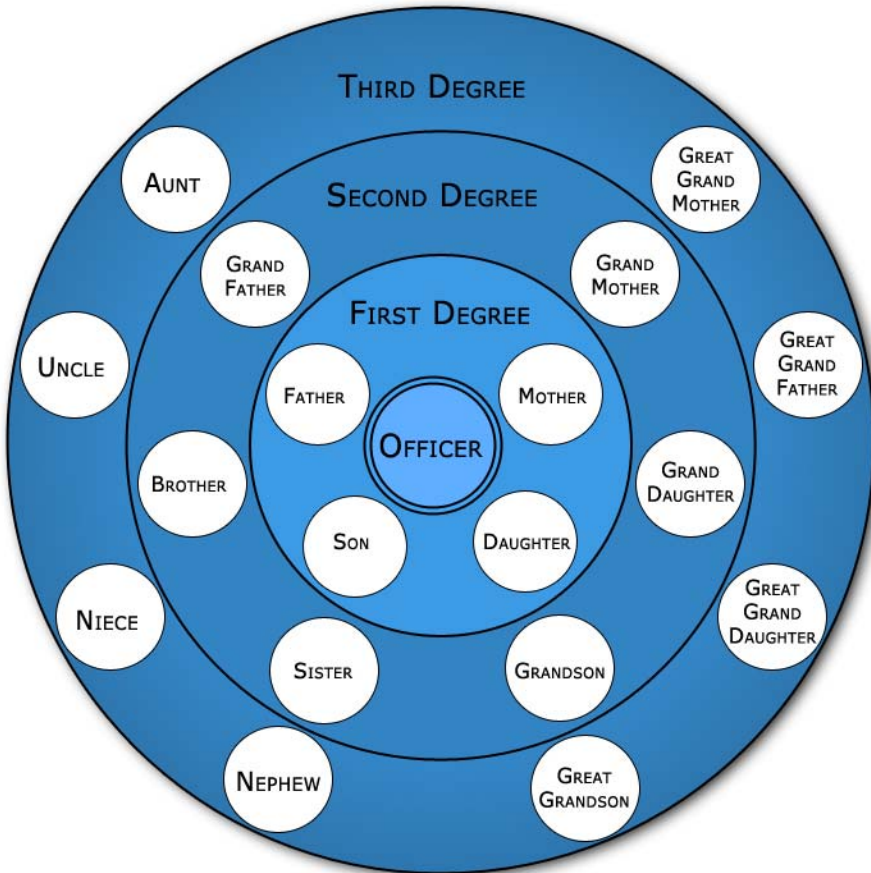 Third Degree
Aunt
Great
Grand
Mother
Second Degree
Grand
Father
Grand
Mother
First Degree
Uncle
Great
Grand
Father
Father
Mother
Officer
Brother
Grand
Daughter
Son
Daughter
Niece
Great
Grand
Daughter
Sister
Grandson
Nephew
Great
Grandson